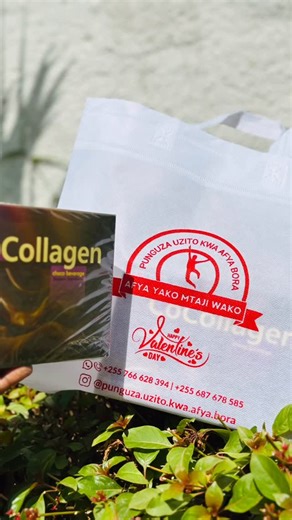 Collagen
PUNGUZA UZITO KWA AFYA BORA
AFYA YAKO MTAJI WAKO
CoCollagen
HAPPY
Valentine's
DAY
+255 766 628 394 | +255 687 678 585
@punguza.uzito.kwa.afya.bora